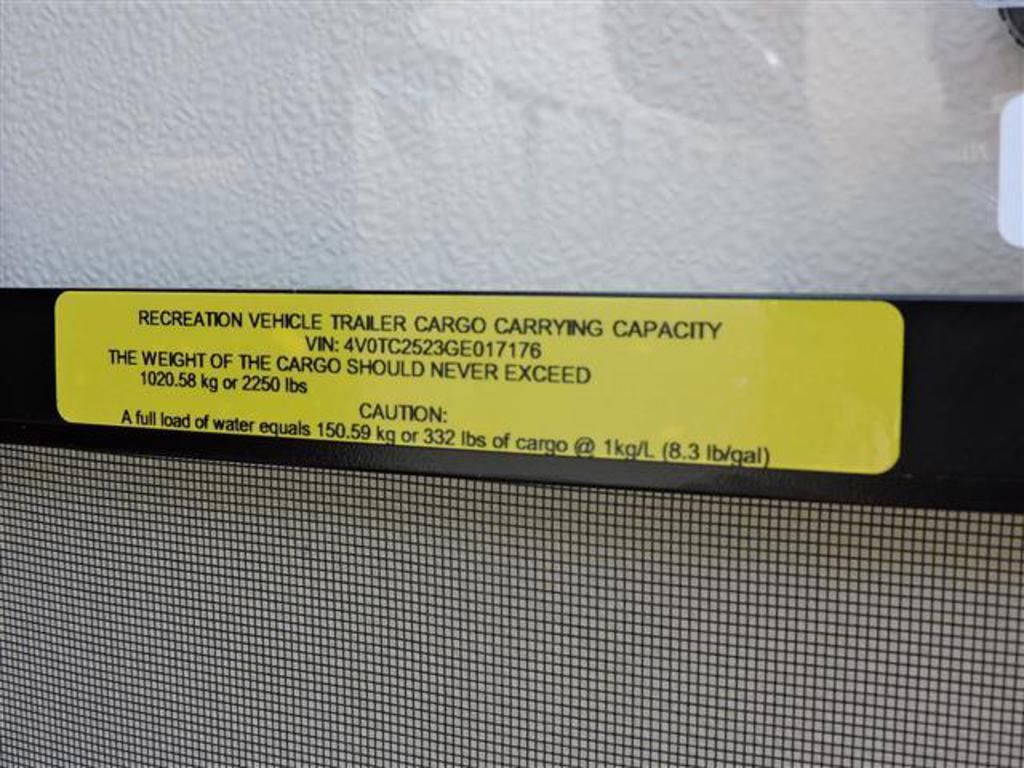 RECREATION VEHICLE TRAILER CARGO CARRYING CAPACITY
VIN: 4V0TC2523GE017176
THE WEIGHT OF THE CARGO SHOULD NEVER EXCEED
1020.58 kg or 2250 lbs
CAUTION:
A full load of water equals 150.59 kg or 332 lbs of cargo @ 1kg/L (8.3 lb/gal)